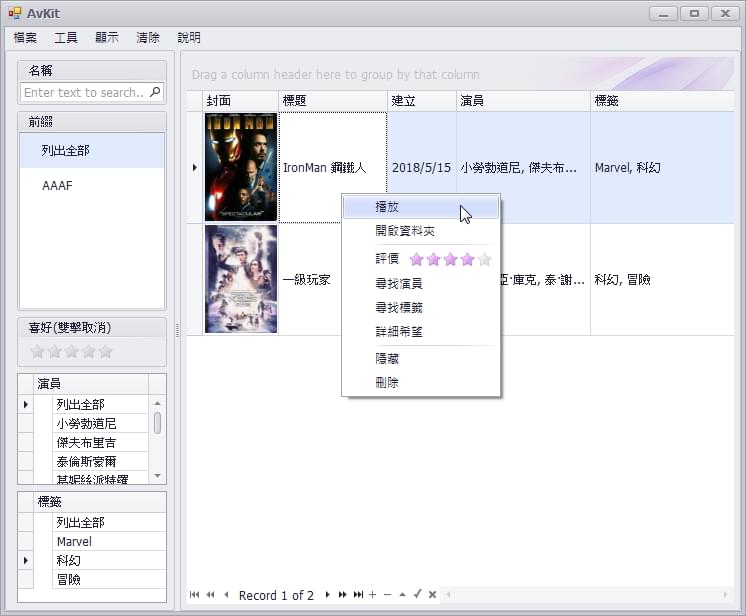 AvKit
檔案 工具 顯示 清除 說明
名稱
Enter text to search..
前綴
列出全部
AAAF
喜好(雙擊取消)
演員
列出全部
小勞勃道尼
傑夫布里吉
泰倫斯豪爾
基妮絲派特羅
標籤
列出全部
Marvel
科幻
冒險
Drag a column header here to group by that column
封面 標題 建立 演員 標籤
IRON MAN
SPECTACULAR
IronMan 鋼鐵人 2018/5/15 小勞勃道尼, 傑夫布... Marvel, 科幻
一級玩家 亞·庫克, 泰·謝... 科幻, 冒險
播放
開啟資料夾
評價
尋找演員
尋找標籤
詳細希望
隱藏
刪除
Record 1 of 2